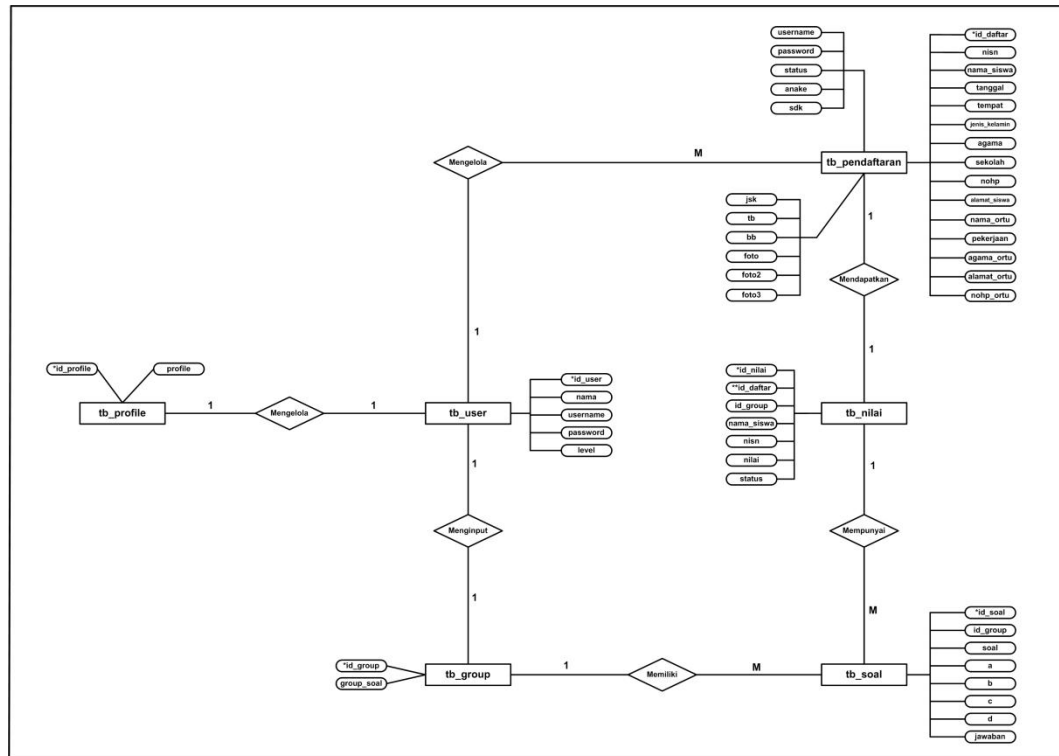 username
password
status
anake
sdk
*id_daftar
nisn
nama_siswa
tanggal
tempat
jenis_kelamin
agama
sekolah
nohp
alamat_siswa
nama_ortu
pekerjaan
agama_ortu
alamat_ortu
nohp_ortu
Mengelola
M
tb_pendaftaran
jsk
tb
bb
foto
foto2
foto3
1
Mendapatkan
1
1
*id_profile
profile
tb_profile
1
Mengelola
1
tb_user
*id_user
nama
username
password
level
*id_nilai
**id_daftar
id_group
nama_siswa
nisn
nilai
status
tb_nilai
1
Menginput
1
1
Mempunyai
M
*id_group
group_soal
tb_group
1
Memiliki
M
tb_soal
*id_soal
id_group
soal
a
b
c
d
jawaban